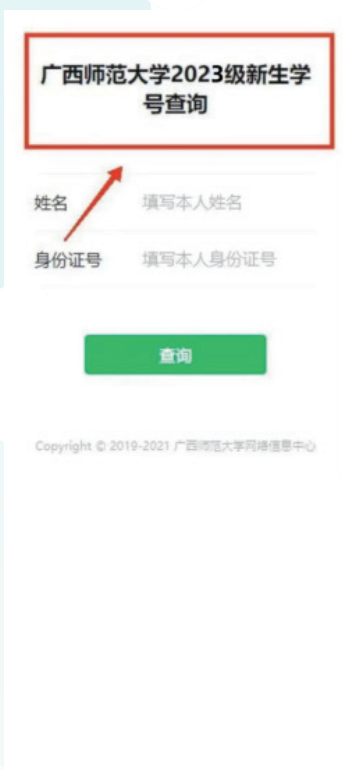 广西师范大学2023级新生学
号查询
姓名 填写本人姓名
身份证号 填写本人身份证号
查询
Copyright © 2019-2021 广西师范大学网络信息中心